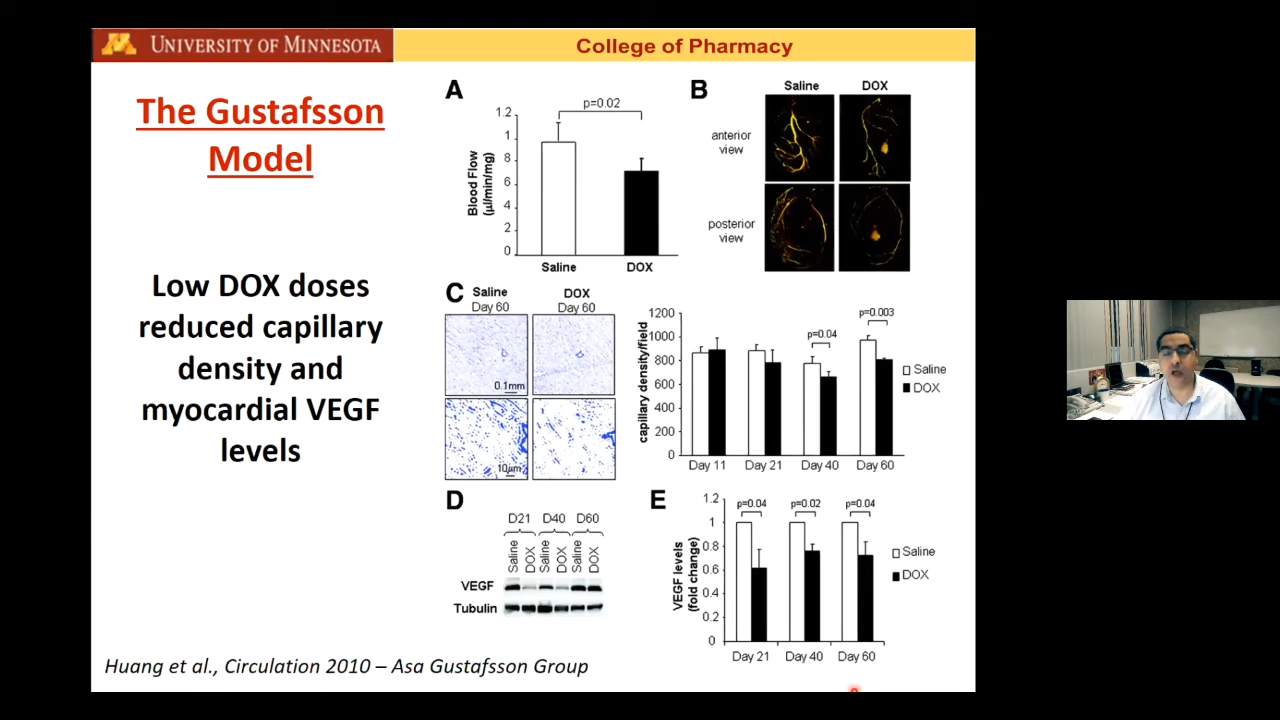 UNIVERSITY OF MINNESOTA
College of Pharmacy
The Gustafsson
Model
Low DOX doses
reduced capillary
density and
myocardial VEGF
levels
A
p=0.02
1.2
1
8
6
4
2
0
Blood Flow
(µl/min/mg)
Saline
DOX
B
Saline
DOX
anterior
view
posterior
view
C
Saline
Day 60
DOX
Day 60
0.1mm
10µm
1200
1000
800
600
400
200
0
capillary density/field
p=0.04
p=0.003
Saline
DOX
Day 11
Day 21
Day 40
Day 60
D
D21
D40
D60
Saline
DOX
Saline
DOX
Saline
DOX
VEGF
Tubulin
E
1.2
1
0.8
0.6
0.4
0.2
0
VEGF levels
(fold change)
p=0.04
p=0.02
p=0.04
Saline
DOX
Day 21
Day 40
Day 60
Huang et al., Circulation 2010 – Asa Gustafsson Group